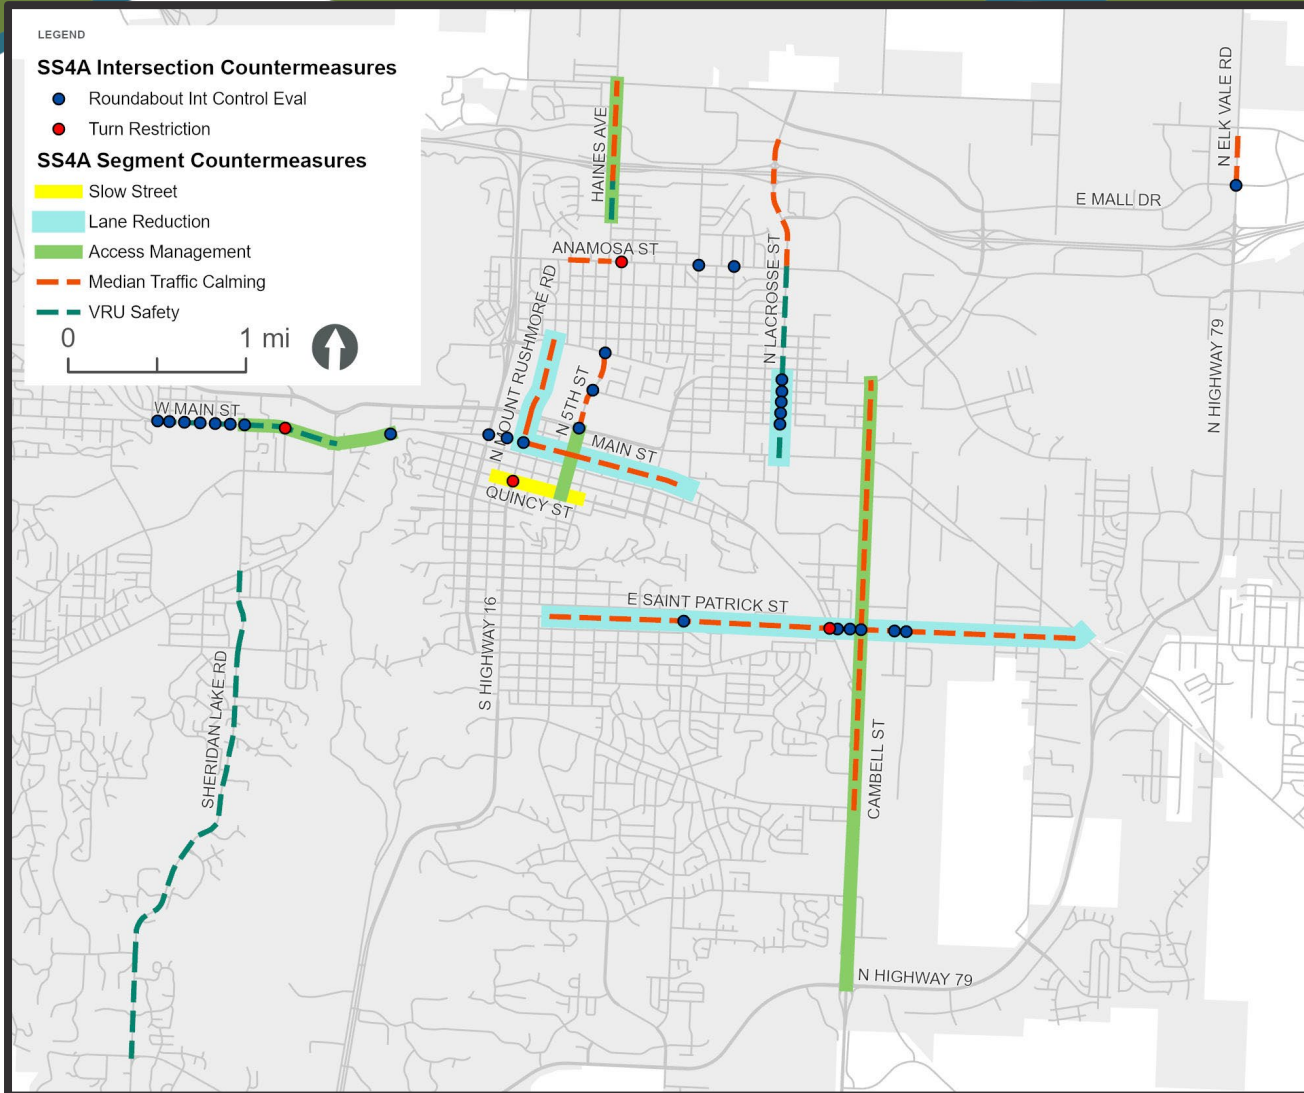 LEGEND
SS4A Intersection Countermeasures
Roundabout Int Control Eval
Turn Restriction
SS4A Segment Countermeasures
Slow Street
Lane Reduction
Access Management
Median Traffic Calming
VRU Safety
0 1 mi
HAINES AVE
N ELK VALE RD
E MALL DR
ANAMOSA ST
N LACROSSE ST
N MOUNT RUSHMORE RD
N HIGHWAY 79
N 5TH ST
W MAIN ST
MAIN ST
QUINCY ST
E SAINT PATRICK ST
S HIGHWAY 16
SHERIDAN LAKE RD
CAMBELL ST
N HIGHWAY 79